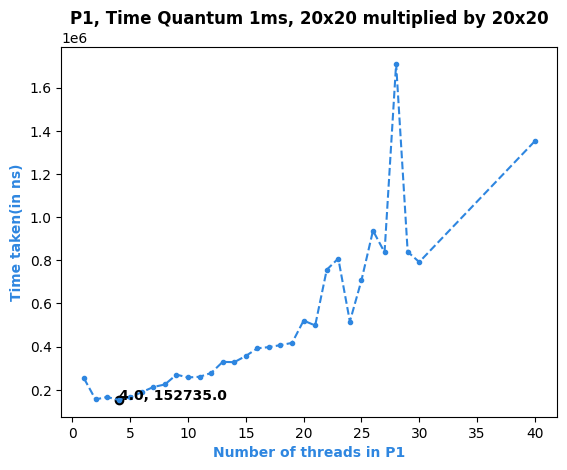 P1, Time Quantum 1ms, 20x20 multiplied by 20x20
1e6
1.6
1.4
1.2
1.0
0.8
0.6
0.4
0.2
Time taken(in ns)
4.0, 152735.0
0 5 10 15 20 25 30 35 40
Number of threads in P1